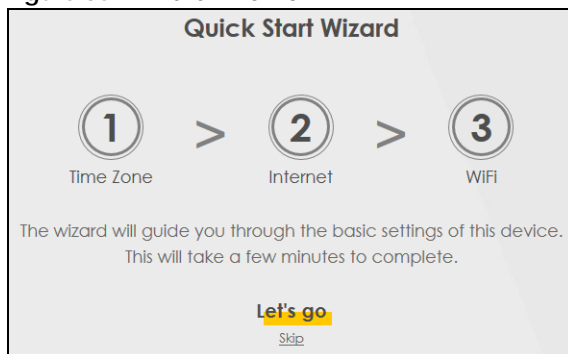 Quick Start Wizard
1 > 2 > 3
Time Zone Internet WiFi
The wizard will guide you through the basic settings of this device.
This will take a few minutes to complete.
Let's go
Skip